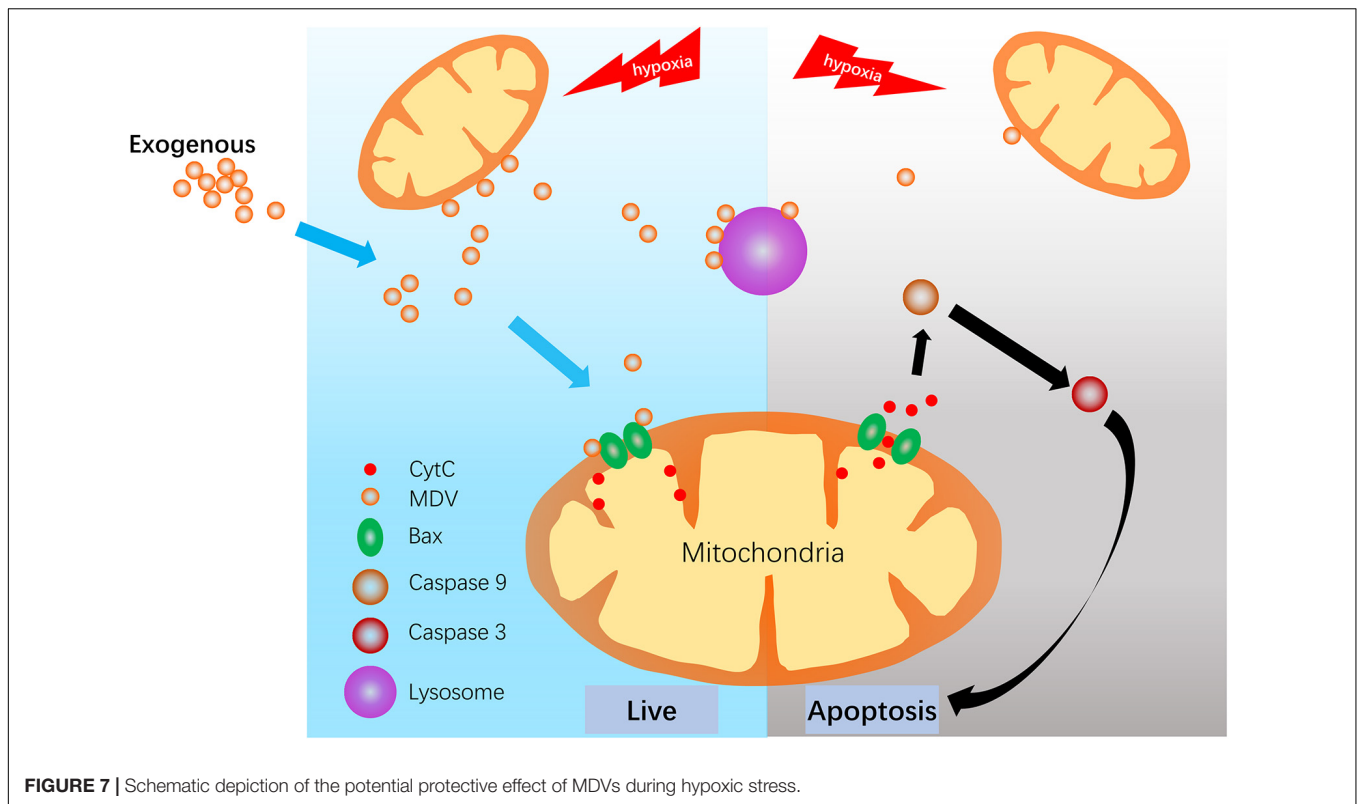 hypoxia
hypoxia
Exogenous
CytC
MDV
Bax
Caspase 9
Caspase 3
Lysosome
Mitochondria
Live
Apoptosis
FIGURE 7 | Schematic depiction of the potential protective effect of MDVs during hypoxic stress.